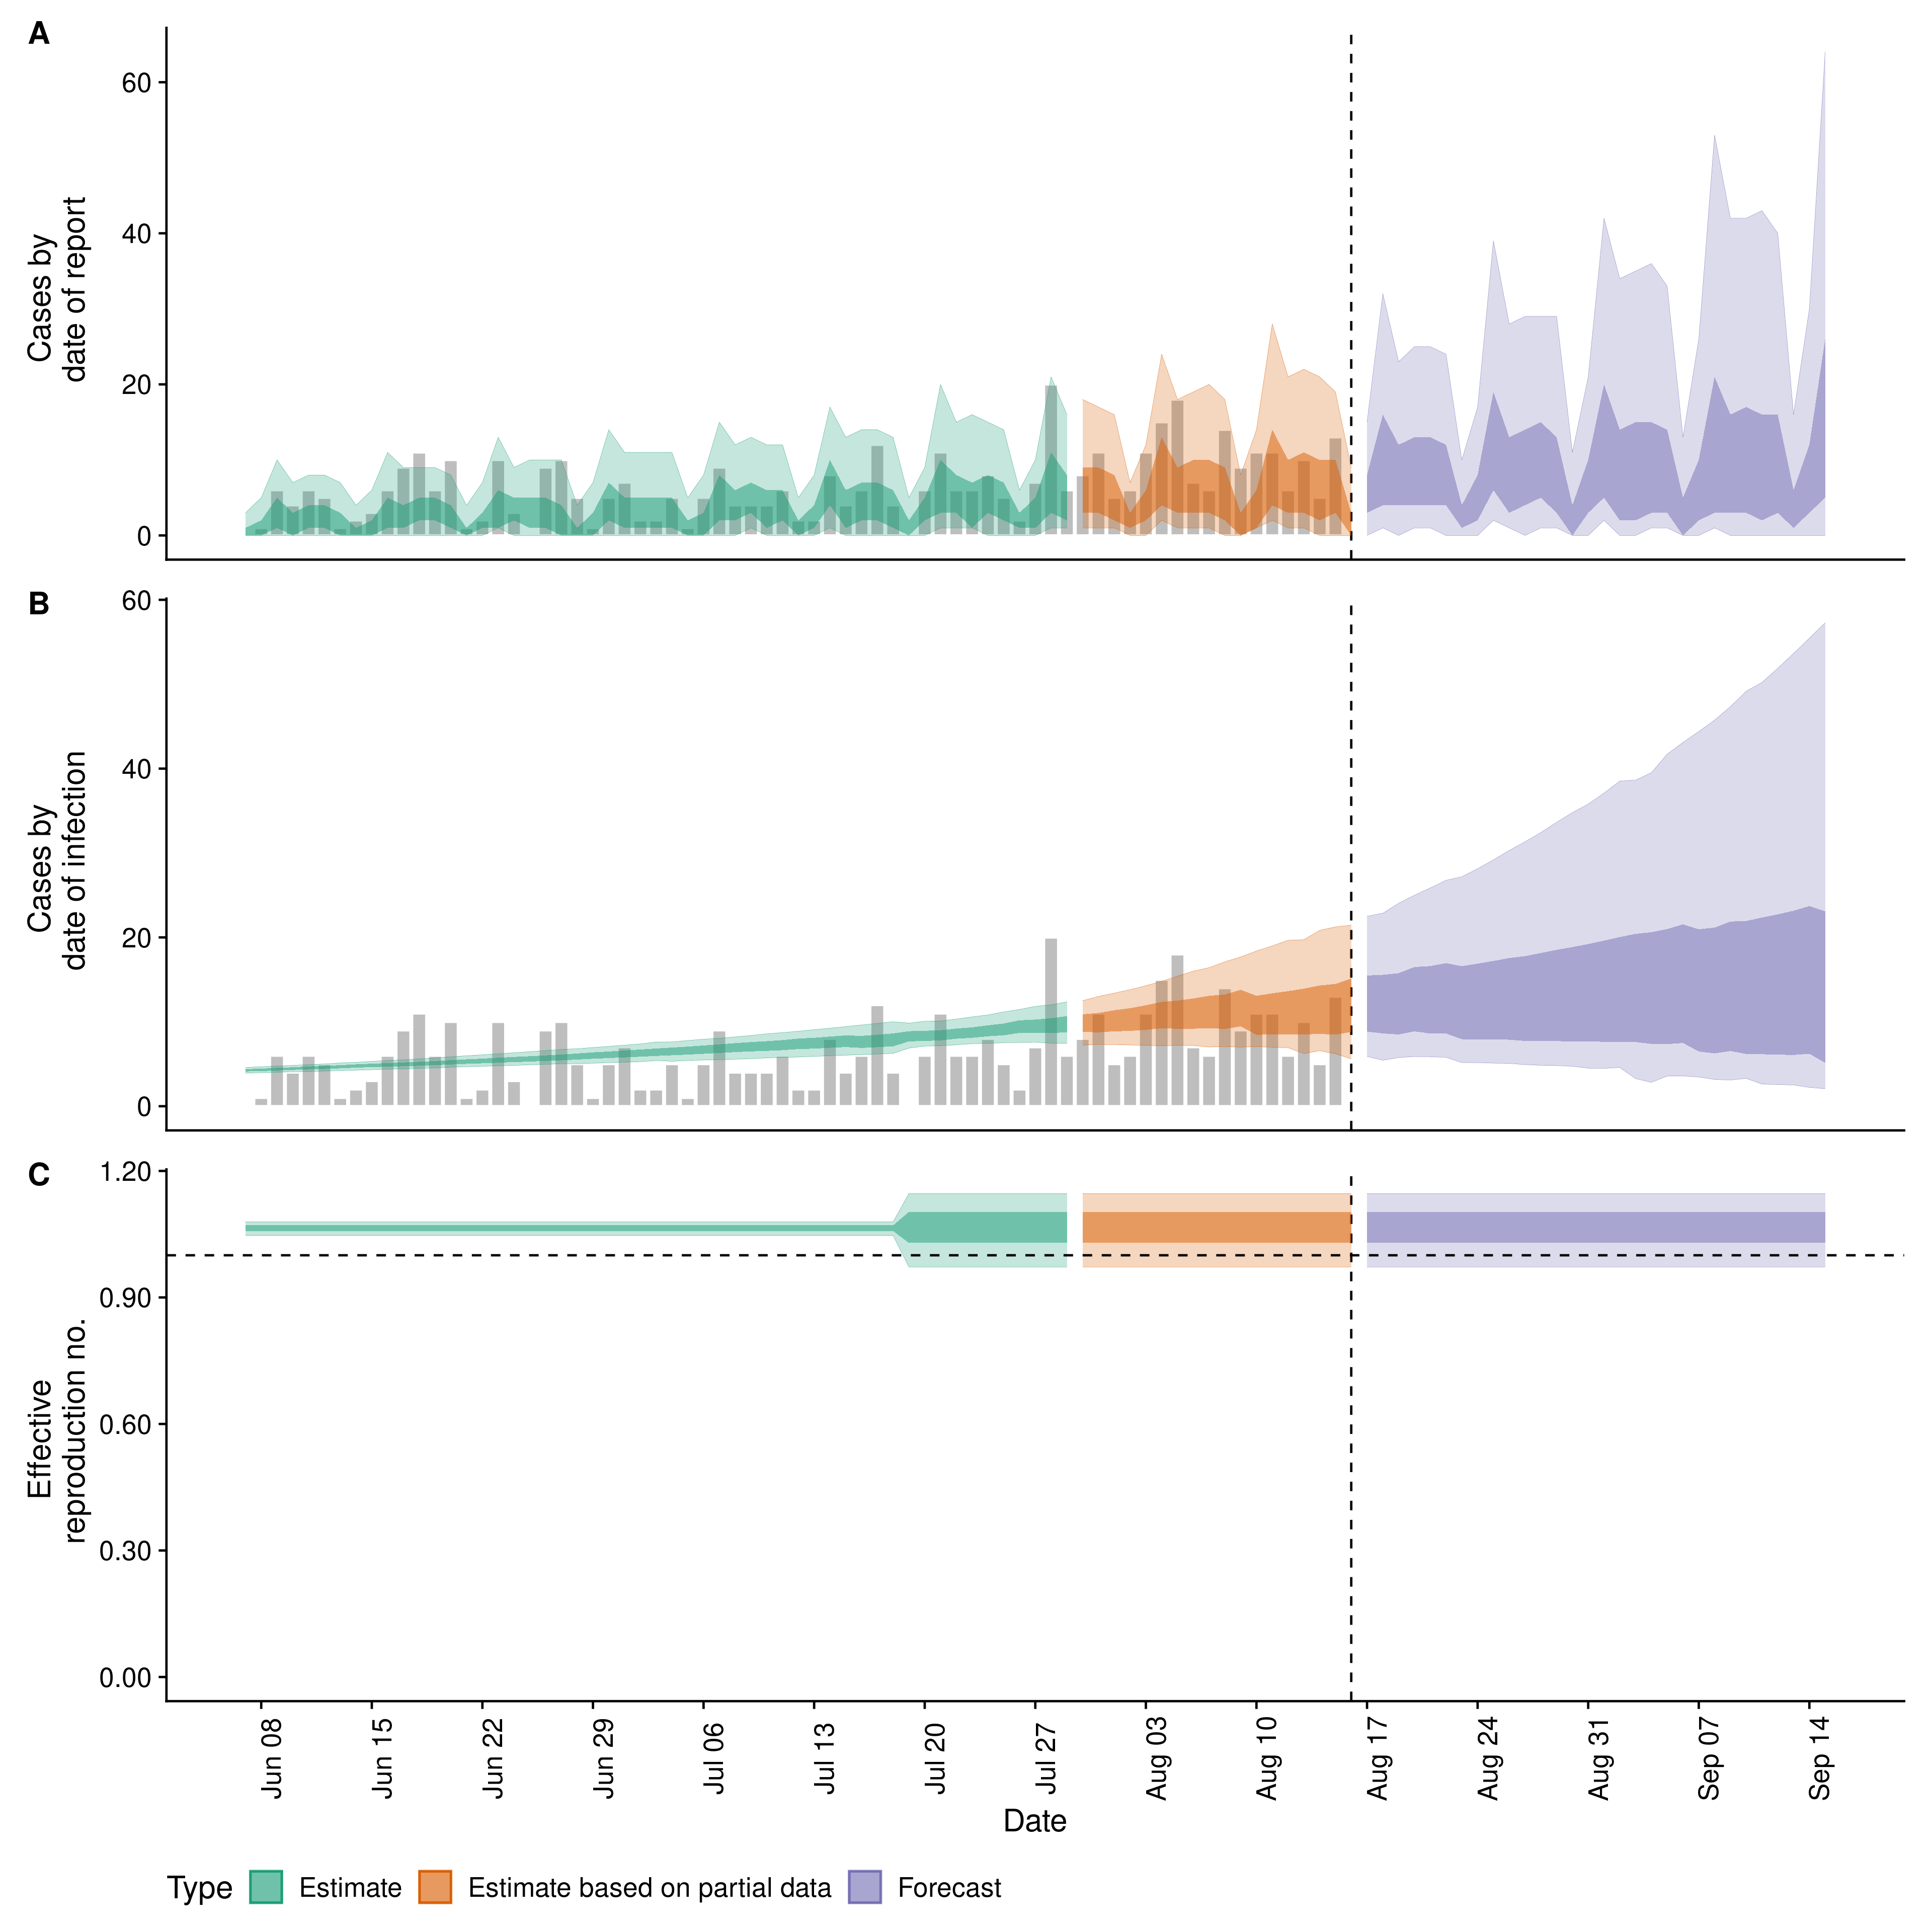 A
Cases by
date of report
60
40
20
0
B
Cases by
date of infection
60
40
20
0
C
Effective
reproduction no.
1.20
0.90
0.60
0.30
0.00
Jun 08
Jun 15
Jun 22
Jun 29
Jul 06
Jul 13
Jul 20
Jul 27
Aug 03
Aug 10
Aug 17
Aug 24
Aug 31
Sep 07
Sep 14
Date
Type Estimate Estimate based on partial data Forecast